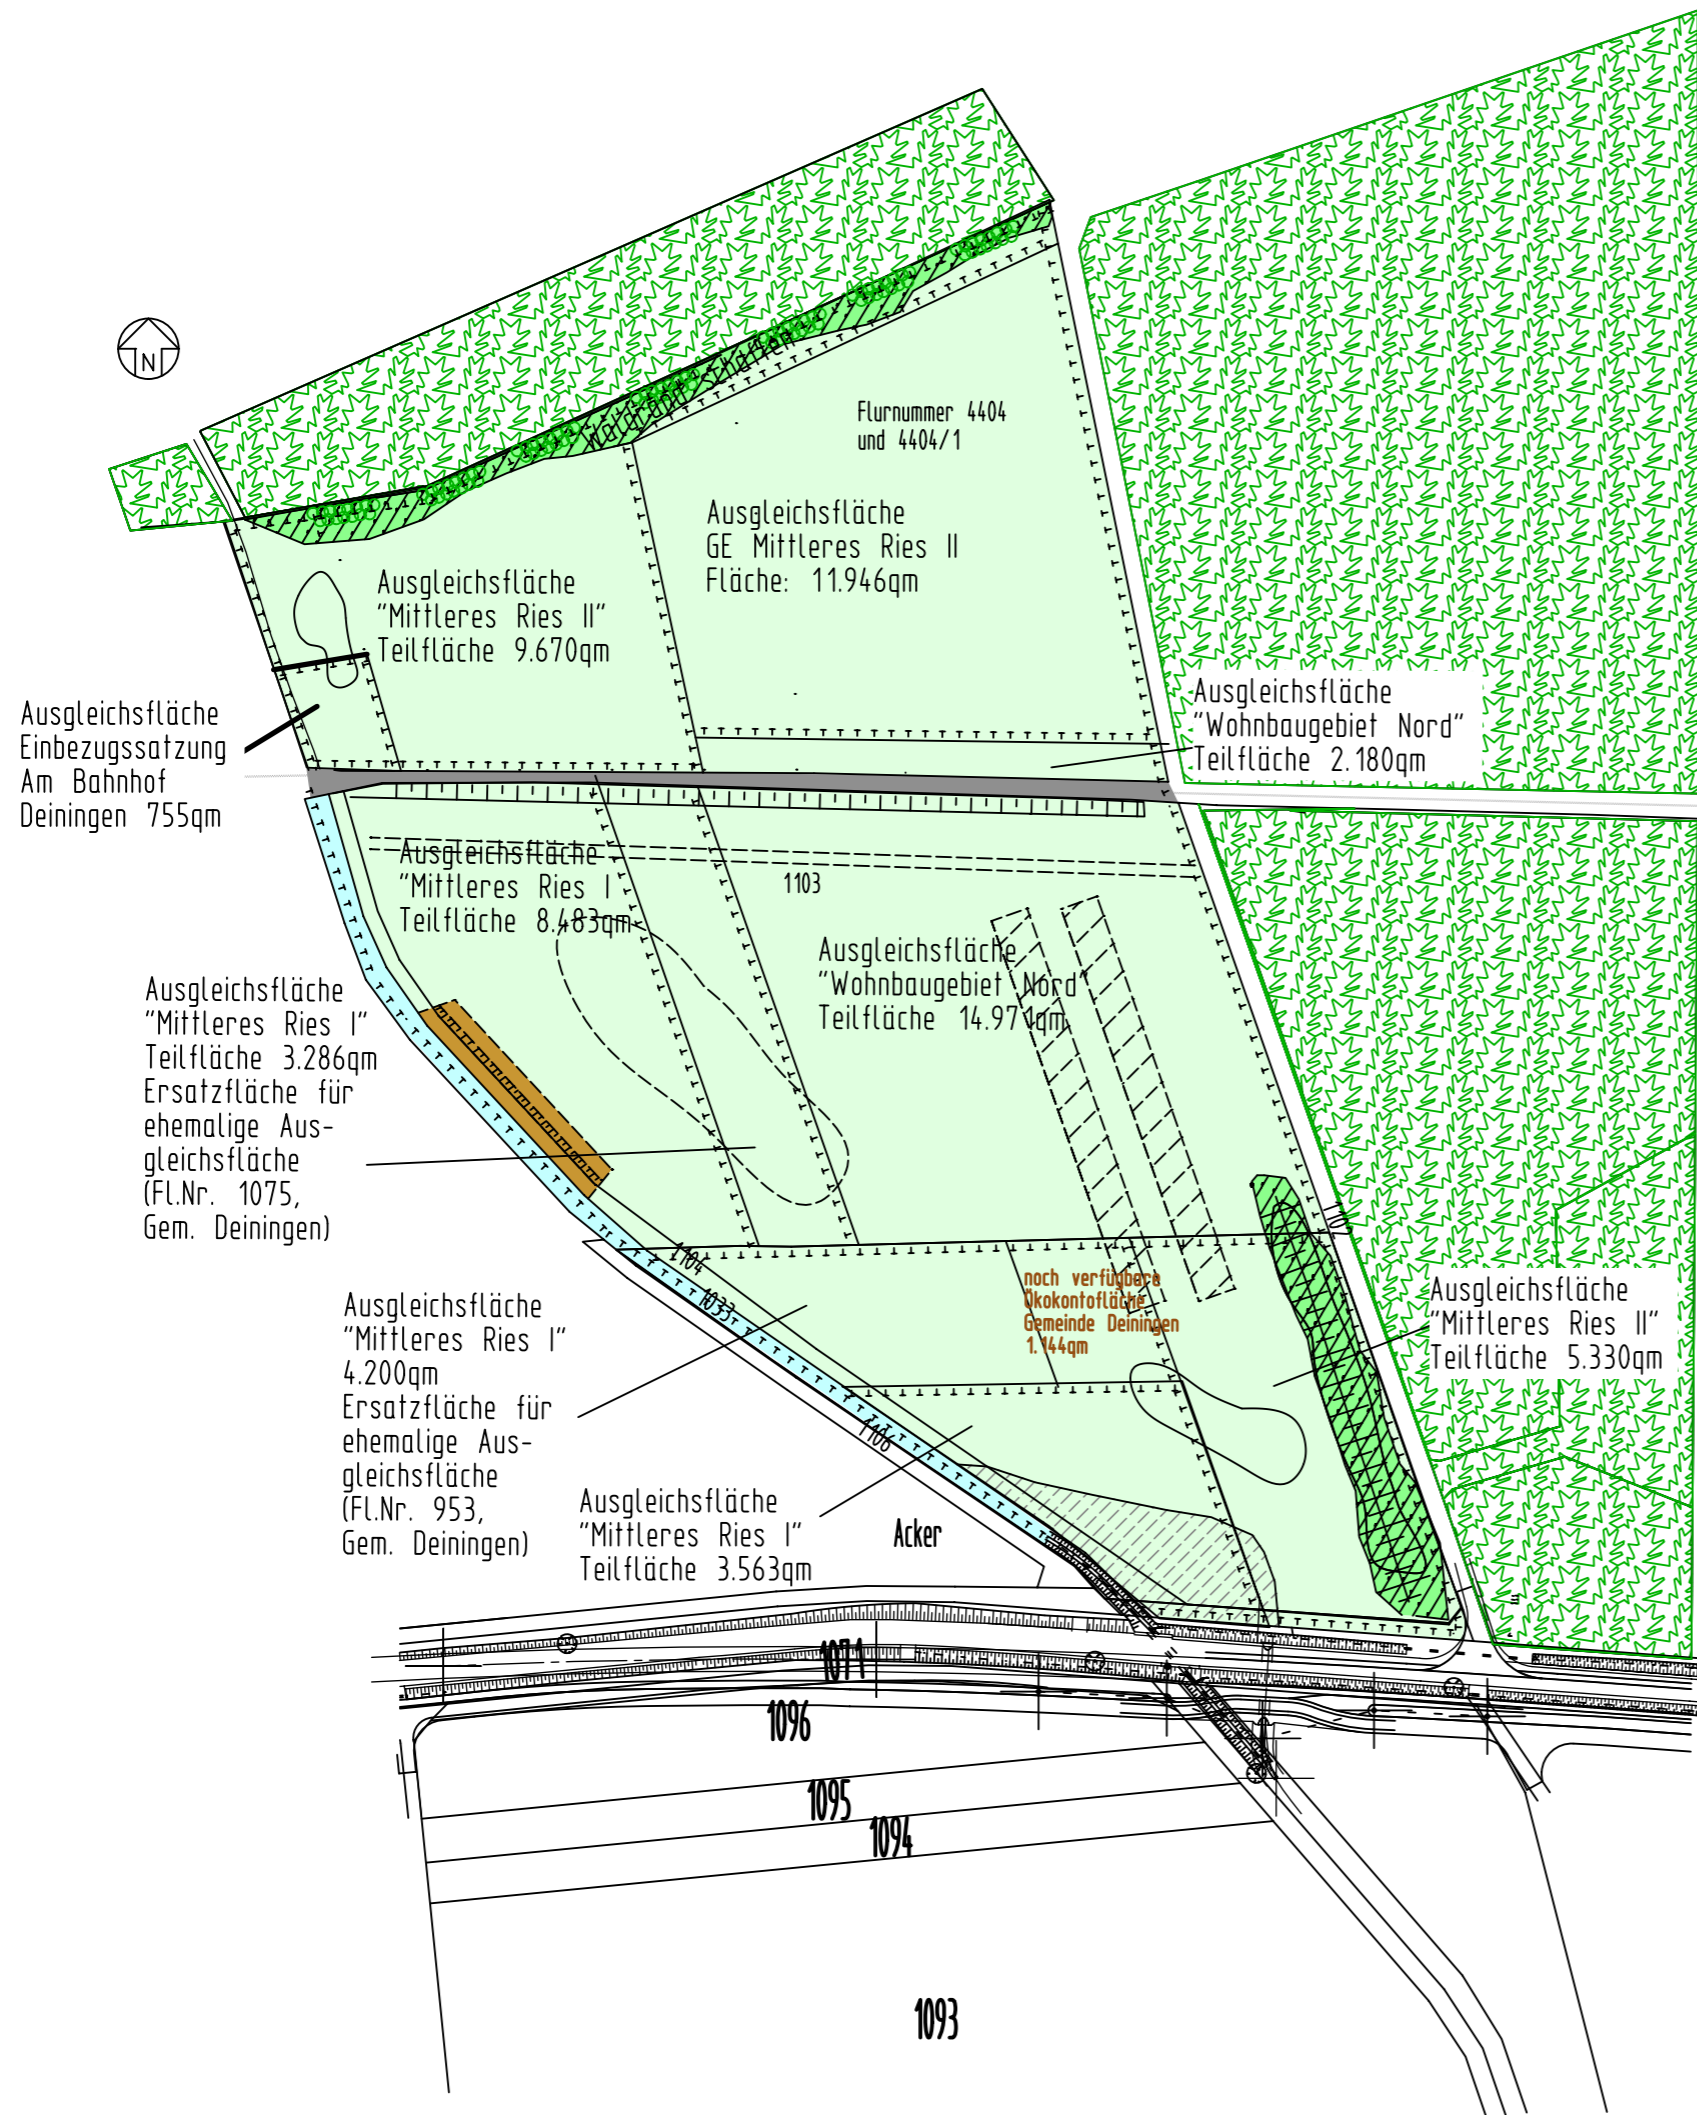 Waldrand schaffen
N
Flurnummer 4404
und 4404/1
Ausgleichsfläche
GE Mittleres Ries II
Fläche: 11.946qm
Ausgleichsfläche
"Mittleres Ries II"
Teilfläche 9.670qm
Ausgleichsfläche
"Wohnbaugebiet Nord"
Teilfläche 2.180qm
Ausgleichsfläche
Einbezugssatzung
Am Bahnhof
Deiningen 755qm
Ausgleichsfläche
"Mittleres Ries I
Teilfläche 8.483qm
1103
Ausgleichsfläche
"Wohnbaugebiet Nord"
Teilfläche 14.971qm
Ausgleichsfläche
"Mittleres Ries I"
Teilfläche 3.286qm
Ersatzfläche für
ehemalige Aus-
gleichsfläche
(Fl.Nr. 1075,
Gem. Deiningen)
1102
1104
1033
noch verfügbare
Ökokontofläche
Gemeinde Deiningen
1.144qm
Ausgleichsfläche
"Mittleres Ries II"
Teilfläche 5.330qm
Ausgleichsfläche
"Mittleres Ries I"
4.200qm
Ersatzfläche für
ehemalige Aus-
gleichsfläche
(Fl.Nr. 953,
Gem. Deiningen)
1106
Ausgleichsfläche
"Mittleres Ries I"
Teilfläche 3.563qm
Acker
1071
1096
1095
1094
1093